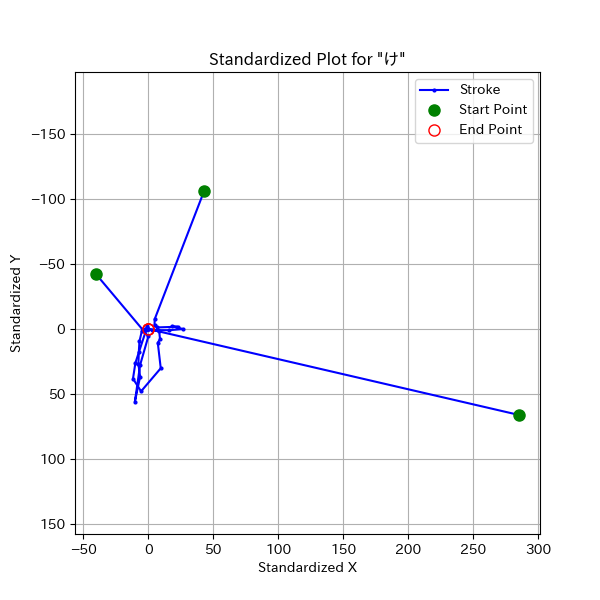 Standardized Plot for "け"
Stroke
Start Point
End Point
Standardized Y
−150
−100
−50
0
50
100
150
−50 0 50 100 150 200 250 300
Standardized X